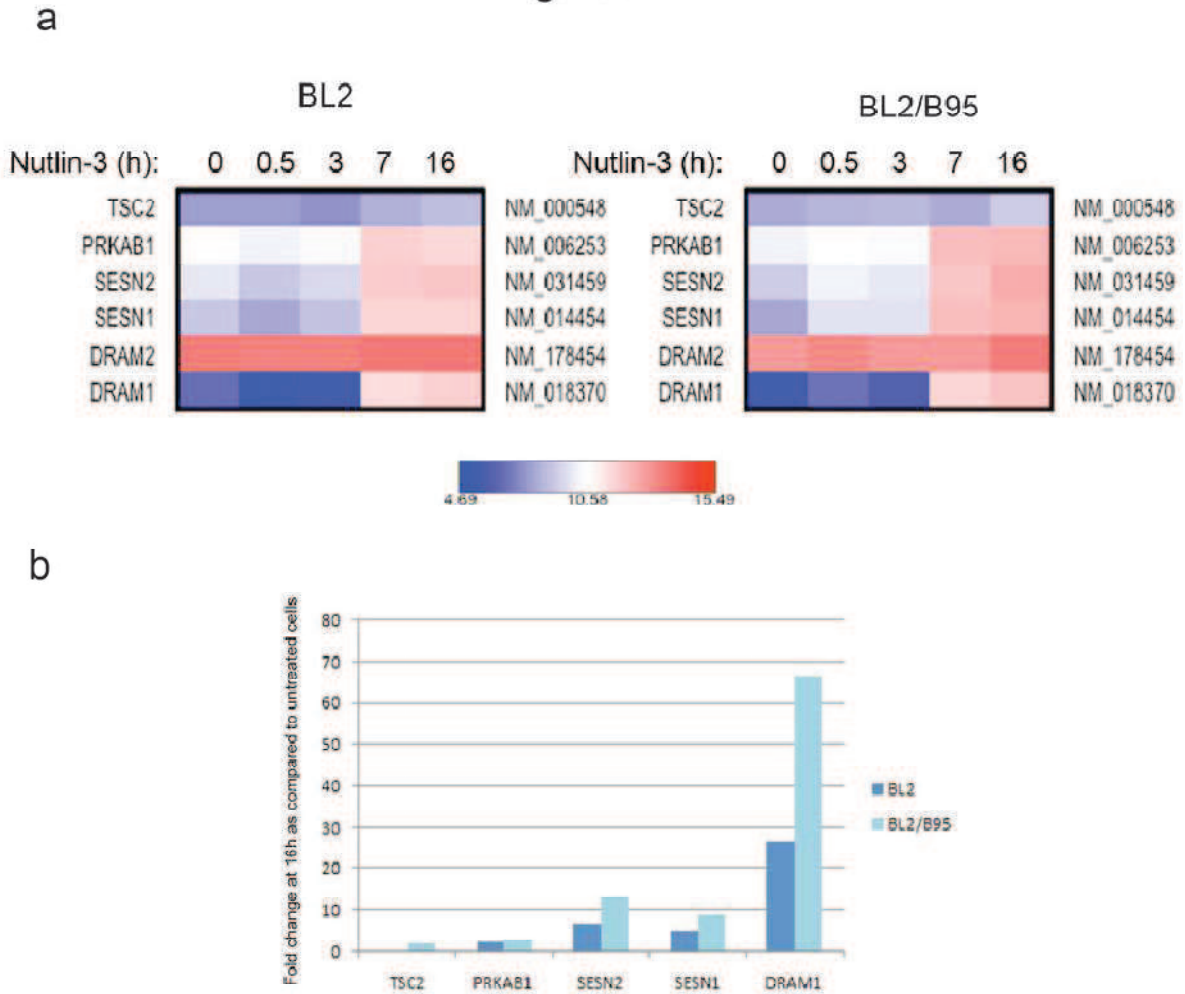 a
BL2
BL2/B95
Nutlin-3 (h): 0 0.5 3 7 16
Nutlin-3 (h): 0 0.5 3 7 16
TSC2 NM_000548 TSC2 NM_000548
PRKAB1 NM_006253 PRKAB1 NM_006253
SESN2 NM_031459 SESN2 NM_031459
SESN1 NM_014454 SESN1 NM_014454
DRAM2 NM_178454 DRAM2 NM_178454
DRAM1 NM_018370 DRAM1 NM_018370
4.69 10.58 15.49
b
Fold change at 16h as compared to untreated cells
80
70
60
50
40
30
20
10
0
TSC2 PRKAB1 SESN2 SESN1 DRAM1
BL2
BL2/B95